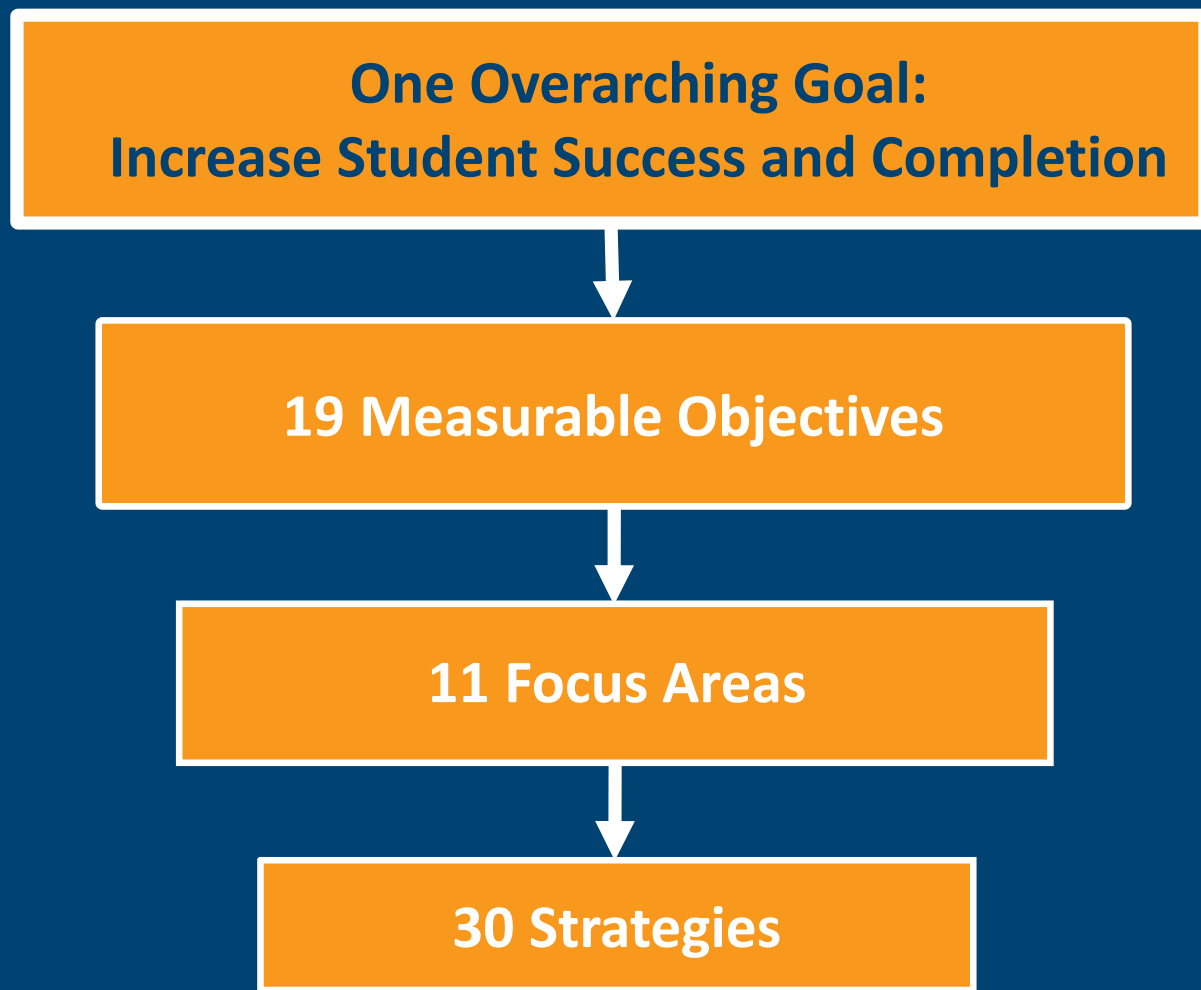 One Overarching Goal:
Increase Student Success and Completion
19 Measurable Objectives
11 Focus Areas
30 Strategies